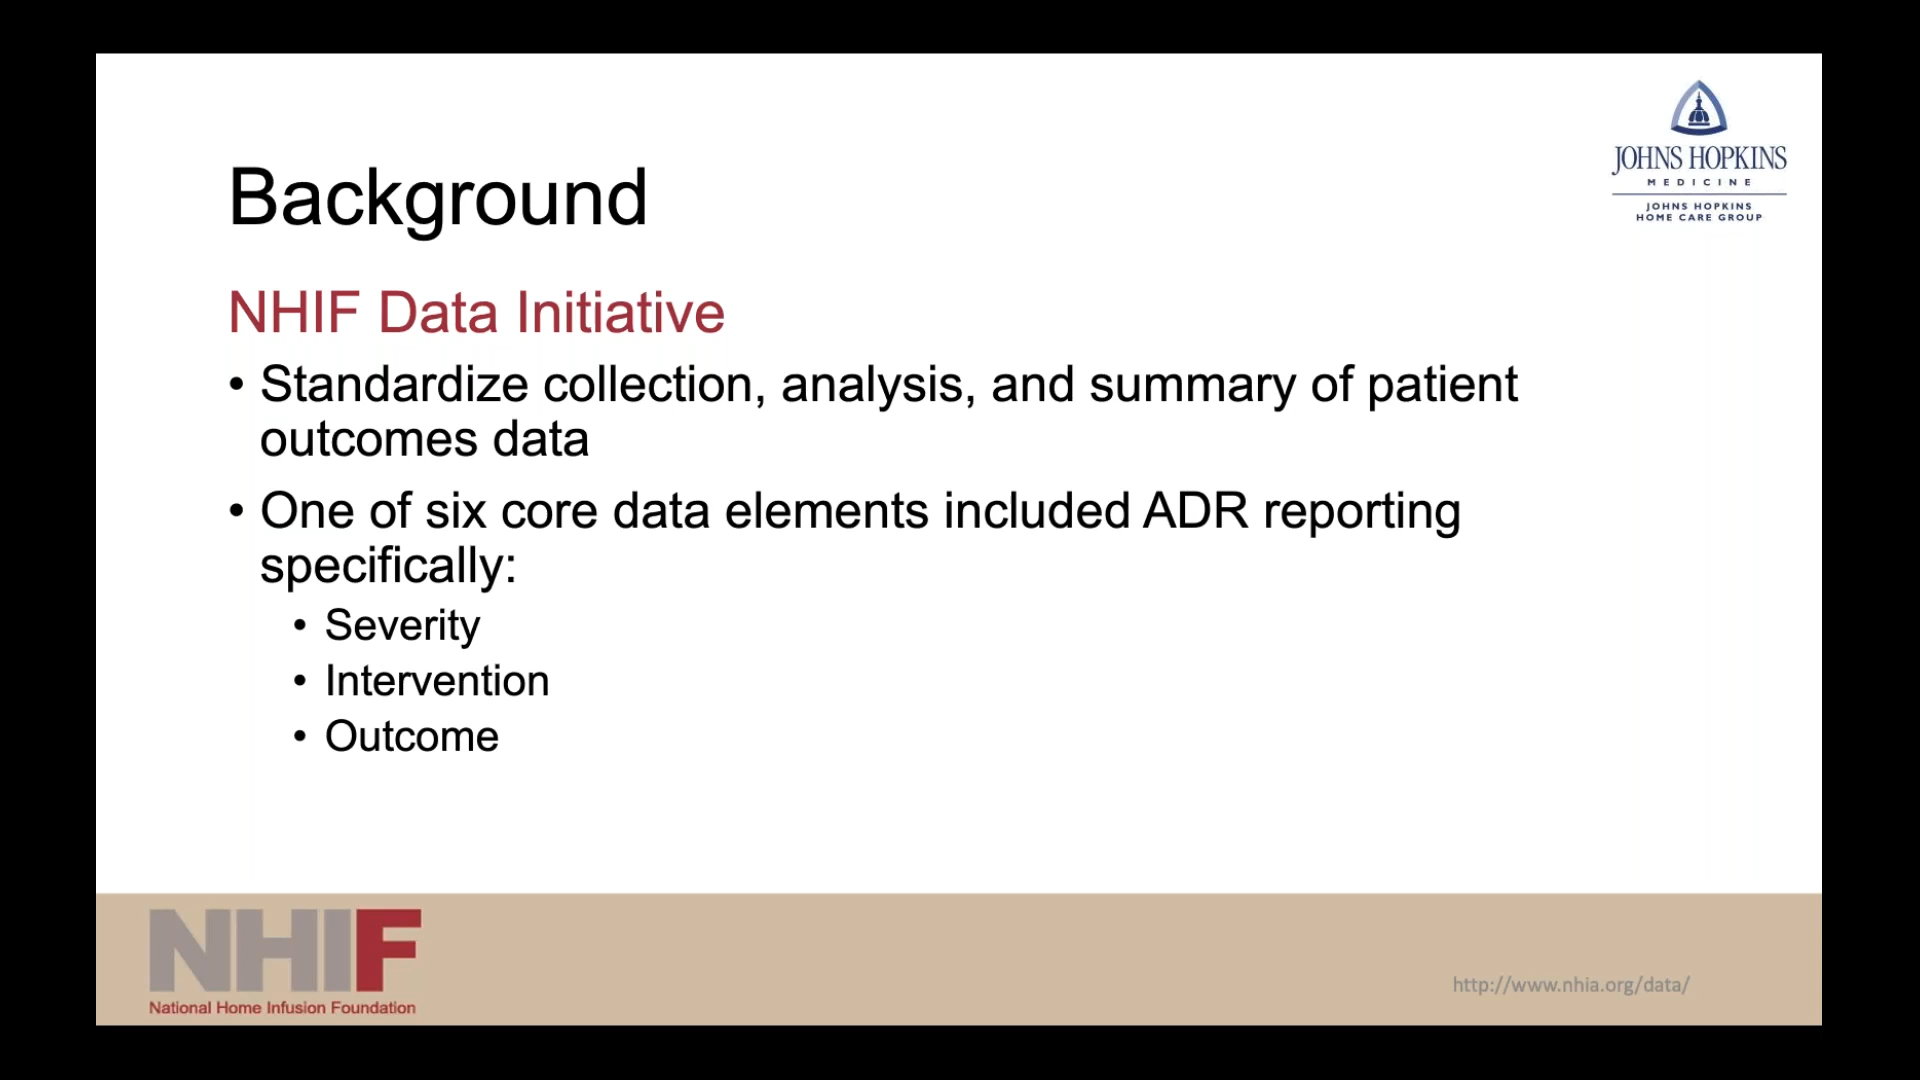 JOHNS HOPKINS
MEDICINE
JOHNS HOPKINS
HOME CARE GROUP
Background
NHIF Data Initiative
• Standardize collection, analysis, and summary of patient
outcomes data
• One of six core data elements included ADR reporting
specifically:
• Severity
• Intervention
• Outcome
NHIF
National Home Infusion Foundation
http://www.nhia.org/data/